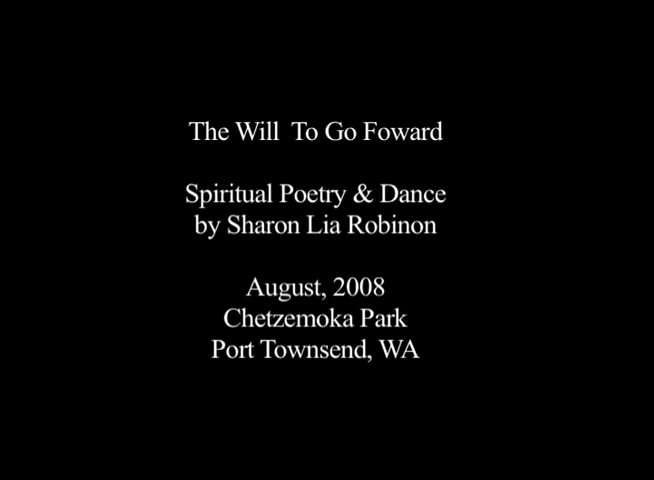 The Will  To Go Foward
Spiritual Poetry & Dance
by Sharon Lia Robinon
August, 2008
Chetzemoka Park
Port Townsend, WA